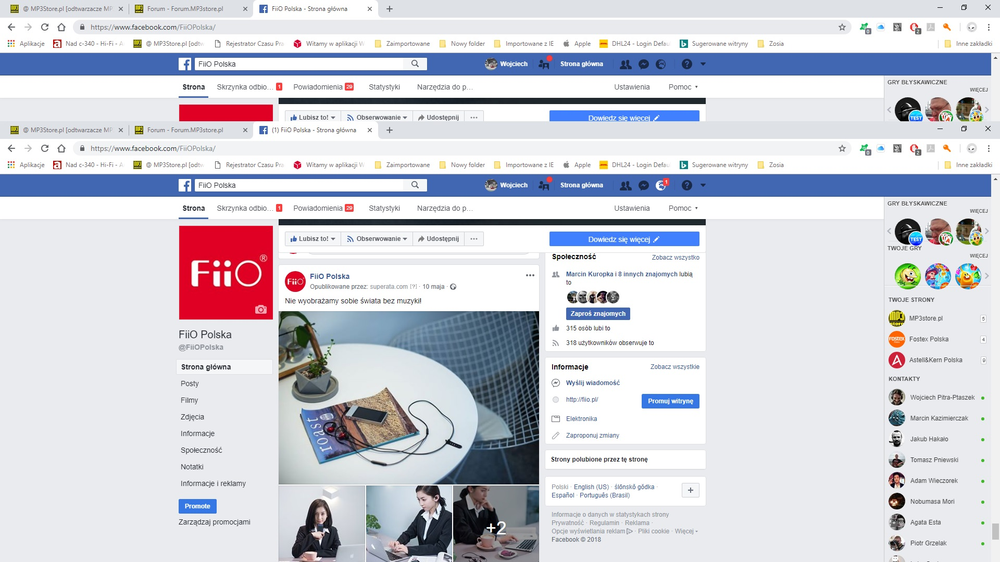 @ MP3Store.pl [odtwarzacze MP
Forum - Forum.MP3store.pl
FiiO Polska - Strona główna
https://www.facebook.com/FiiOPolska/
0
2
Aplikacje
Nad c-340 - Hi-Fi - A
@ MP3Store.pl [odtw
Rejestrator Czasu Pra
Witamy w aplikacji W
Zaimportowane
Nowy folder
Importowane z IE
Apple
DHL24 - Login Defau
Sugerowane witryny
Zosia
Inne zakładki
FiiO Polska
Wojciech
Strona główna
Strona
Skrzynka odbio... 1
Powiadomienia 29
Statystyki
Narzędzia do p...
Ustawienia
Pomoc
GRY BŁYSKAWICZNE
WIĘCEJ
TEST
Lubisz to!
Obserwowanie
Udostępnij
Dowiedz się więcej
@ MP3Store.pl [odtwarzacze MP
Forum - Forum.MP3store.pl
(1) FiiO Polska - Strona główna
https://www.facebook.com/FiiOPolska/
0
2
Aplikacje
Nad c-340 - Hi-Fi - A
@ MP3Store.pl [odtw
Rejestrator Czasu Pra
Witamy w aplikacji W
Zaimportowane
Nowy folder
Importowane z IE
Apple
DHL24 - Login Defau
Sugerowane witryny
Zosia
Inne zakładki
FiiO Polska
Wojciech
Strona główna
1
Strona
Skrzynka odbio... 1
Powiadomienia 29
Statystyki
Narzędzia do p...
Ustawienia
Pomoc
FiiO®
FiiO Polska
@FiiOPolska
Strona główna
Posty
Filmy
Zdjęcia
Informacje
Społeczność
Notatki
Informacje i reklamy
Promote
Zarządzaj promocjami
Lubisz to!
Obserwowanie
Udostępnij
Dowiedz się więcej
FiiO
FiiO Polska
Opublikowane przez: superata.com [?] · 10 maja ·
Nie wyobrażamy sobie świata bez muzyki!
roast
+2
Społeczność
Zobacz wszystko
Marcin Kuropka i 8 innych znajomych lubią
to
Zaproś znajomych
315 osób lubi to
318 użytkowników obserwuje to
Informacje
Zobacz wszystkie
Wyślij wiadomość
http://fiio.pl/
Promuj witrynę
Elektronika
Zaproponuj zmiany
Strony polubione przez tę stronę
Polski · English (US) · ślōnskŏ gŏdka ·
Español · Português (Brasil)
Informacje o danych w statystykach strony
Prywatność · Regulamin · Reklama ·
Opcje wyświetlania reklam · Pliki cookie · Więcej
Facebook © 2018
GRY BŁYSKAWICZNE
WIĘCEJ
TEST
TWOJE GRY
WIĘCEJ
TWOJE STRONY
MP3 store
MP3store.pl 5
FOSTEX
Fostex Polska 4
Astell&Kern Polska 9
KONTAKTY
Wojciech Pitra-Ptaszek
Marcin Kazimierczak
Jakub Hakało
Tomasz Pniewski
Adam Wieczorek
Nobumasa Mori
Agata Esta
Piotr Grzelak